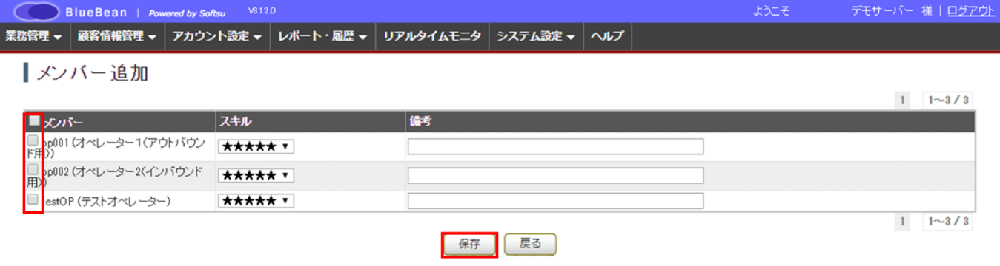 BlueBean | Powered by Softsu V8.12.0 ようこそ デモサーバー 様 | ログアウト
業務管理 ▼ 顧客情報管理 ▼ アカウント設定 ▼ レポート・履歴 ▼ リアルタイムモニタ システム設定 ▼ ヘルプ
メンバー追加
1 1～3 / 3
メンバー スキル 備考
op001 (オペレーター1(アウトバウン
ド用)) ★★★★★ ▼
op002 (オペレーター2(インバウンド
用)) ★★★★★ ▼
estOP (テストオペレーター) ★★★★★ ▼
1 1～3 / 3
保存 戻る